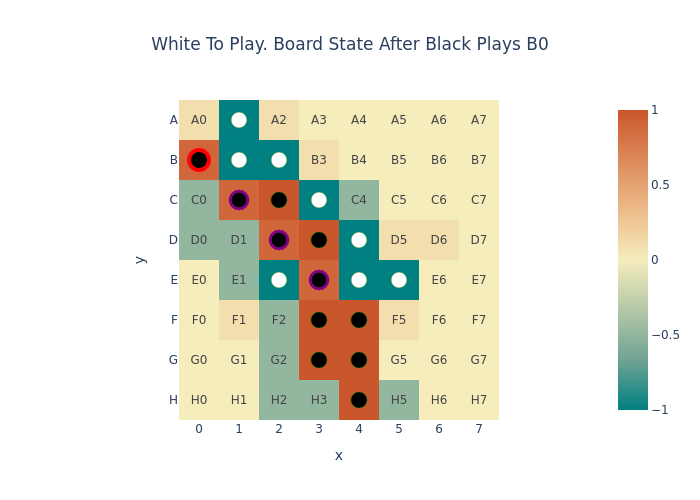 White To Play. Board State After Black Plays B0
A A0 A2 A3 A4 A5 A6 A7
B B3 B4 B5 B6 B7
C C0 C4 C5 C6 C7
D D0 D1 D5 D6 D7
E E0 E1 E6 E7
F F0 F1 F2 F5 F6 F7
G G0 G1 G2 G5 G6 G7
H H0 H1 H2 H3 H5 H6 H7
0 1 2 3 4 5 6 7
x
y
1
0.5
0
−0.5
−1